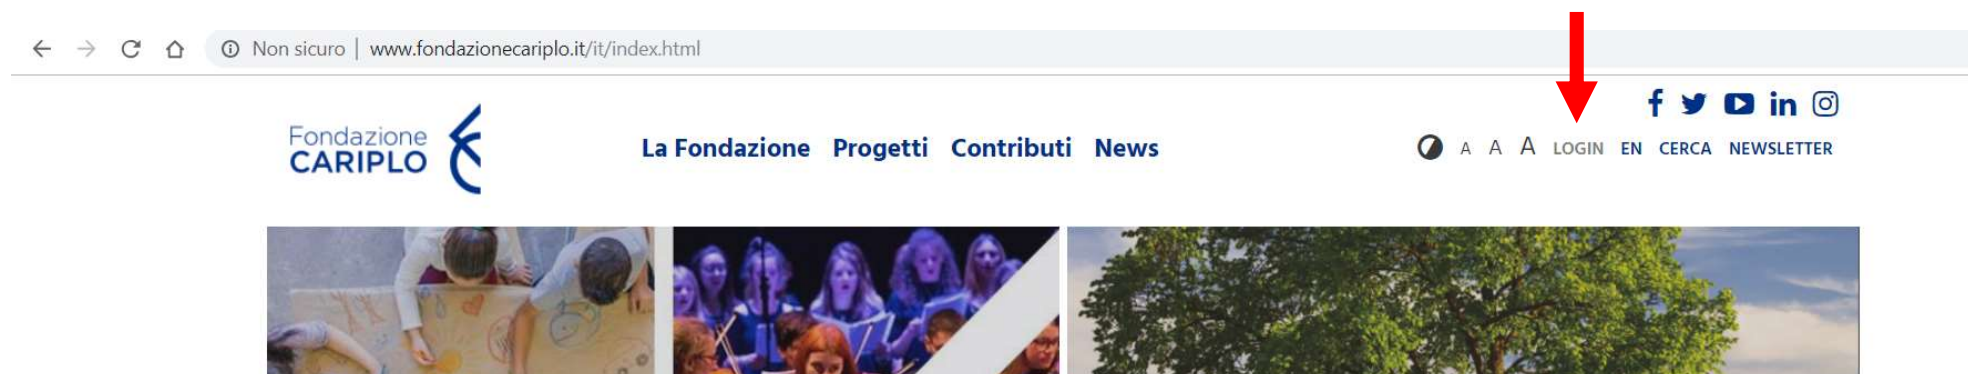 Non sicuro | www.fondazionecariplo.it/it/index.html
Fondazione
CARIPLO
La Fondazione Progetti Contributi News
A A A LOGIN EN CERCA NEWSLETTER